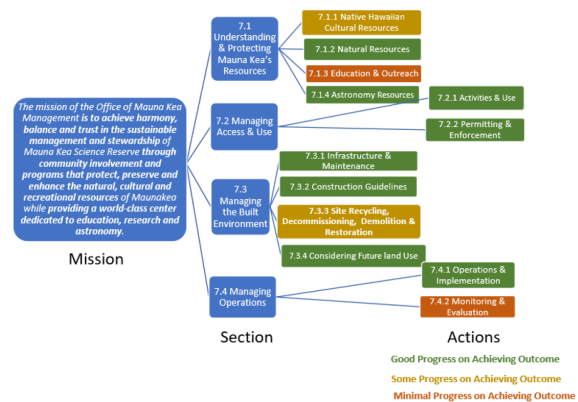 The mission of the Office of Mauna Kea
Management is to achieve harmony,
balance and trust in the sustainable
management and stewardship of
Mauna Kea Science Reserve through
community involvement and
programs that protect, preserve and
enhance the natural, cultural and
recreational resources of Maunakea
while providing a world-class center
dedicated to education, research and
astronomy.
Mission
7.1
Understanding
& Protecting
Mauna Kea's
Resources
7.2 Managing
Access & Use
7.3
Managing
the Built
Environment
7.4 Managing
Operations
Section
7.1.1 Native Hawaiian
Cultural Resources
7.1.2 Natural Resources
7.1.3 Education & Outreach
7.1.4 Astronomy Resources
7.2.1 Activities & Use
7.2.2 Permitting &
Enforcement
7.3.1 Infrastructure &
Maintenance
7.3.2 Construction Guidelines
7.3.3 Site Recycling,
Decommissioning, Demolition &
Restoration
7.3.4 Considering Future land Use
7.4.1 Operations &
Implementation
7.4.2 Monitoring &
Evaluation
Actions
Good Progress on Achieving Outcome
Some Progress on Achieving Outcome
Minimal Progress on Achieving Outcome